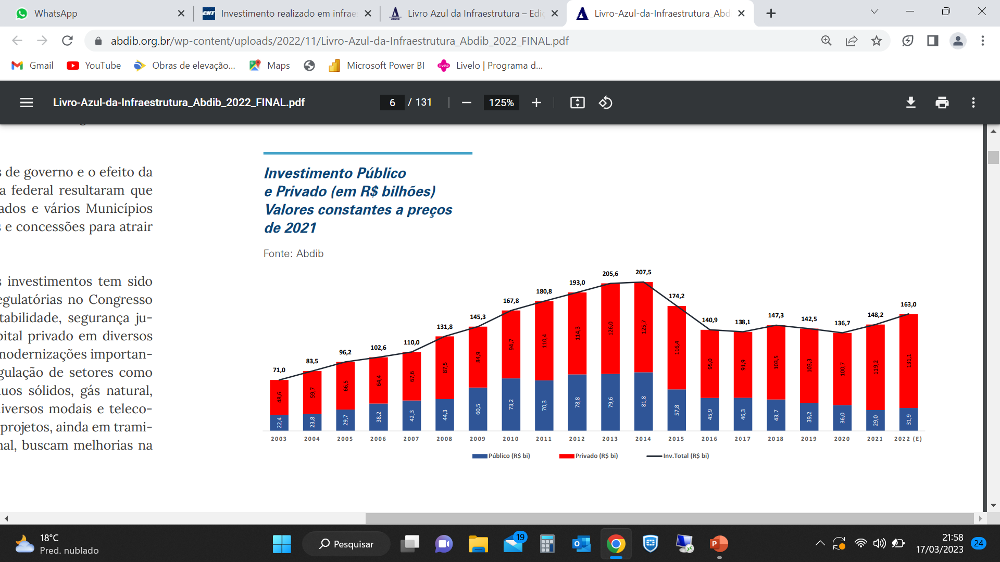 WhatsApp
Investimento realizado em infrae
Livro Azul da Infraestrutura – Ediç
Livro-Azul-da-Infraestrutura_Abd
abdib.org.br/wp-content/uploads/2022/11/Livro-Azul-da-Infraestrutura_Abdib_2022_FINAL.pdf
Gmail
YouTube
Obras de elevação...
Maps
Microsoft Power BI
Livelo | Programa d...
Livro-Azul-da-Infraestrutura_Abdib_2022_FINAL.pdf
6 / 131
125%
s de governo e o efeito da
a federal resultaram que
ados e vários Municípios
s e concessões para atrair
s investimentos tem sido
egulatórias no Congresso
tabilidade, segurança ju-
pital privado em diversos
modernizações importan-
gulação de setores como
luos sólidos, gás natural,
iversos modais e teleco-
projetos, ainda em trami-
nal, buscam melhorias na
Investimento Público
e Privado (em R$ bilhões)
Valores constantes a preços
de 2021
Fonte: Abdib
71,0 83,5 96,2 102,6 110,0 131,8 145,3 167,8 180,8 193,0 205,6 207,5 174,2 140,9 138,1 147,3 142,5 136,7 148,2 163,0
48,6 59,7 66,5 64,4 67,6 87,5 84,9 94,7 110,4 114,3 126,0 125,7 116,4 95,0 91,9 103,5 103,3 100,7 119,2 131,1
22,4 23,8 29,7 38,2 42,3 44,3 60,5 73,2 70,3 78,8 79,6 81,8 57,8 45,9 46,3 43,7 39,2 36,0 29,0 31,9
2003 2004 2005 2006 2007 2008 2009 2010 2011 2012 2013 2014 2015 2016 2017 2018 2019 2020 2021 2022 (E)
Público (R$ bi) Privado (R$ bi) Inv.Total (R$ bi)
18°C
Pred. nublado
Pesquisar
19
21:58
17/03/2023
24